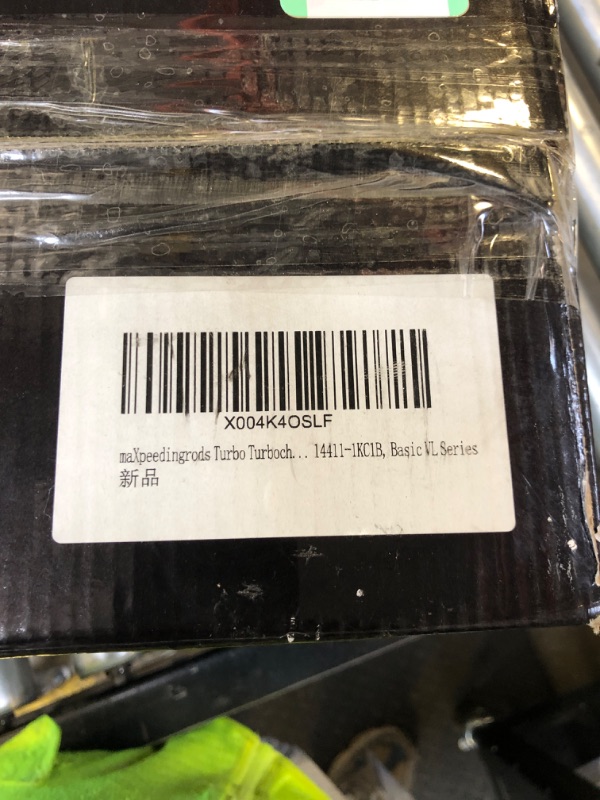 X004K4OSLF
maXpeedingrods Turbo Turboch... 14411-1KC1B, Basic VL Series
新品